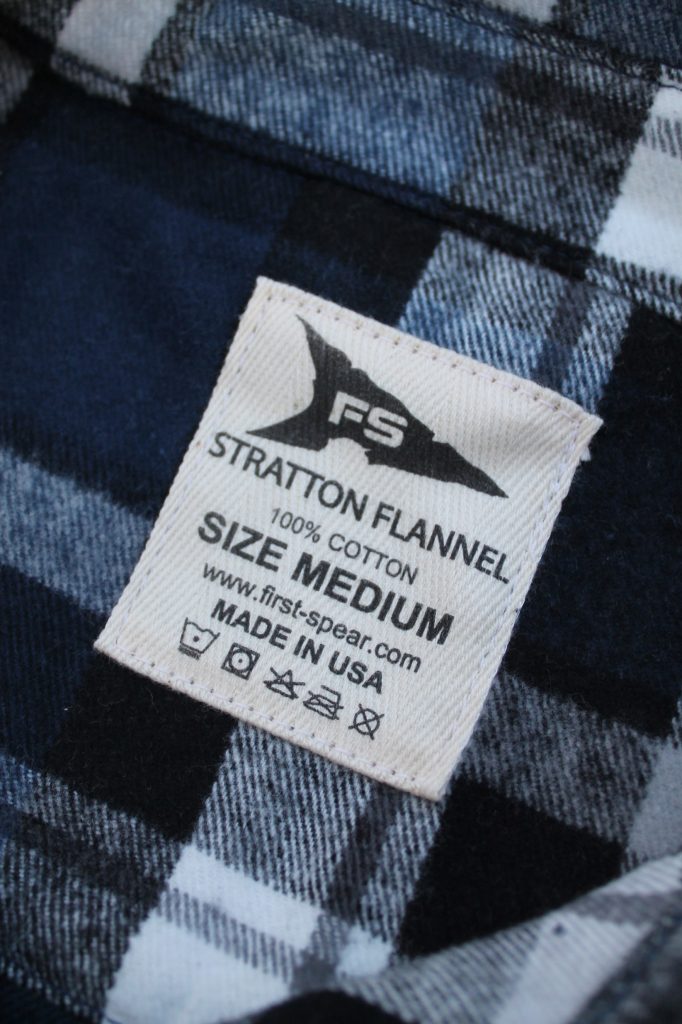 FS
STRATTON FLANNEL
100% COTTON
SIZE MEDIUM
www.first-spear.com
MADE IN USA